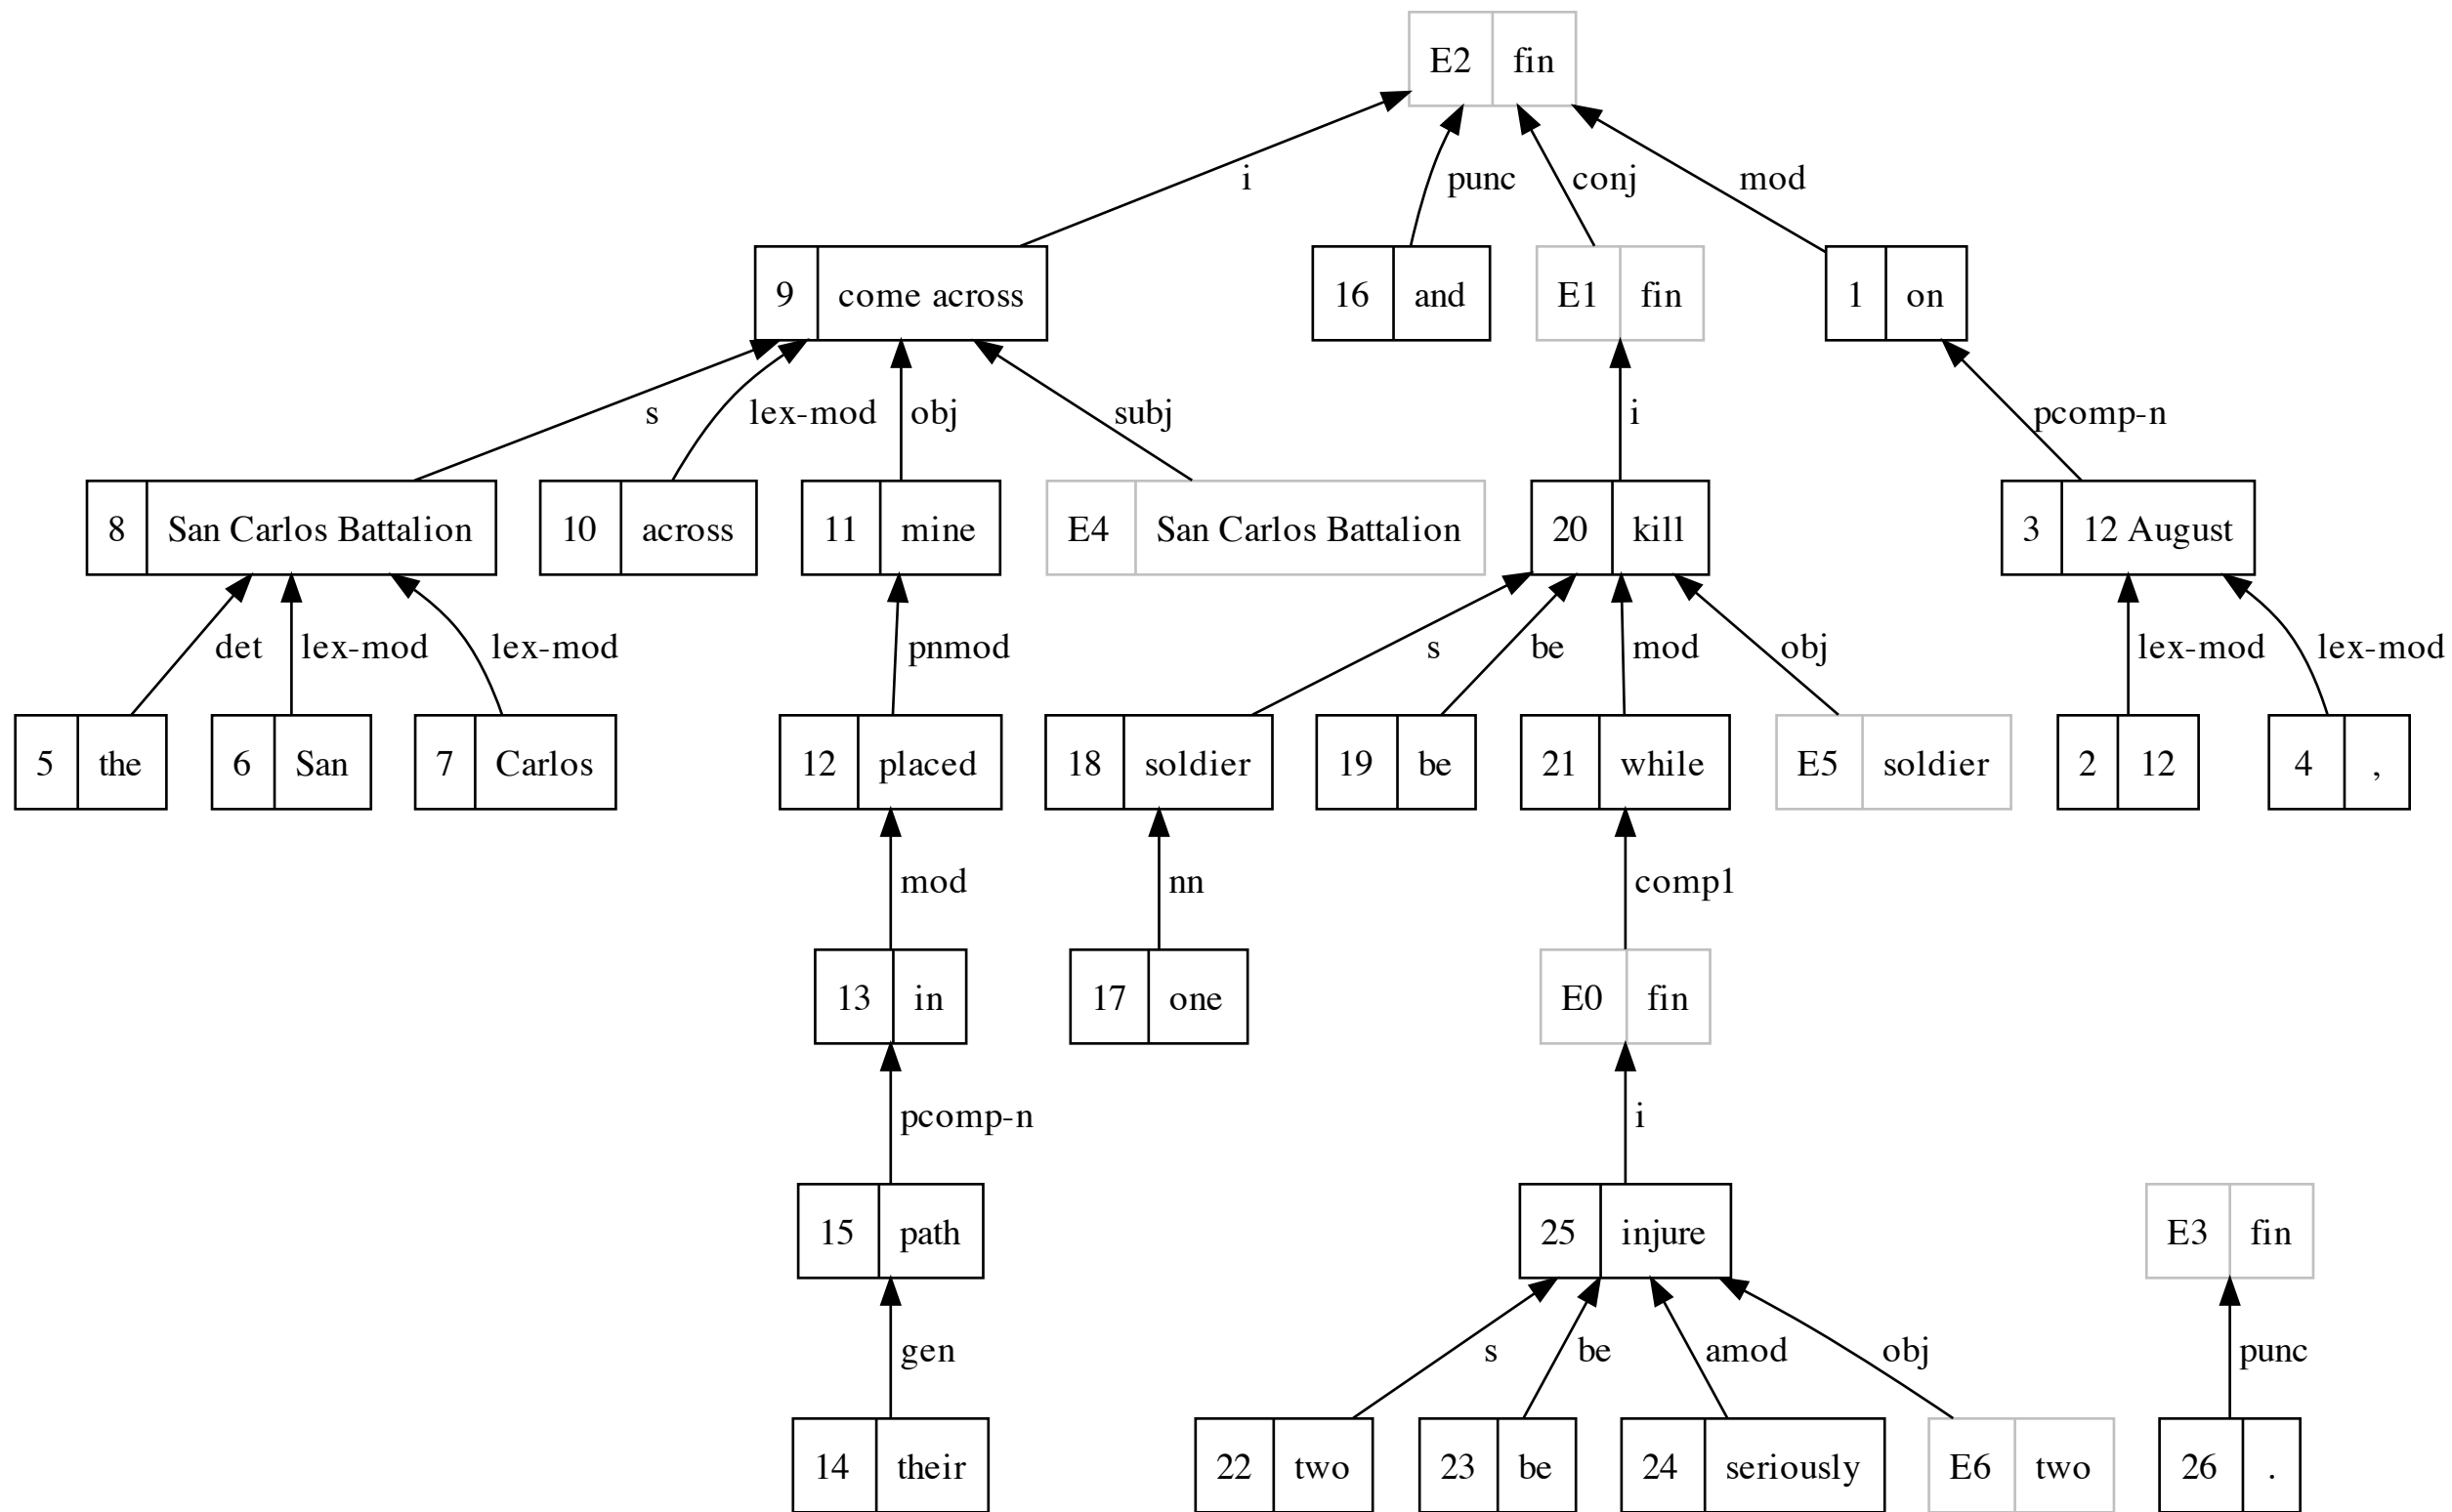 E2 fin
i punc conj mod
9 come across 16 and E1 fin 1 on
s lex-mod obj subj i pcomp-n
8 San Carlos Battalion 10 across 11 mine E4 San Carlos Battalion 20 kill 3 12 August
det lex-mod lex-mod pnmod s be mod obj lex-mod lex-mod
5 the 6 San 7 Carlos 12 placed 18 soldier 19 be 21 while E5 soldier 2 12 4 ,
mod nn comp1
13 in 17 one E0 fin
pcomp-n i
15 path 25 injure E3 fin
gen s be amod obj punc
14 their 22 two 23 be 24 seriously E6 two 26 .